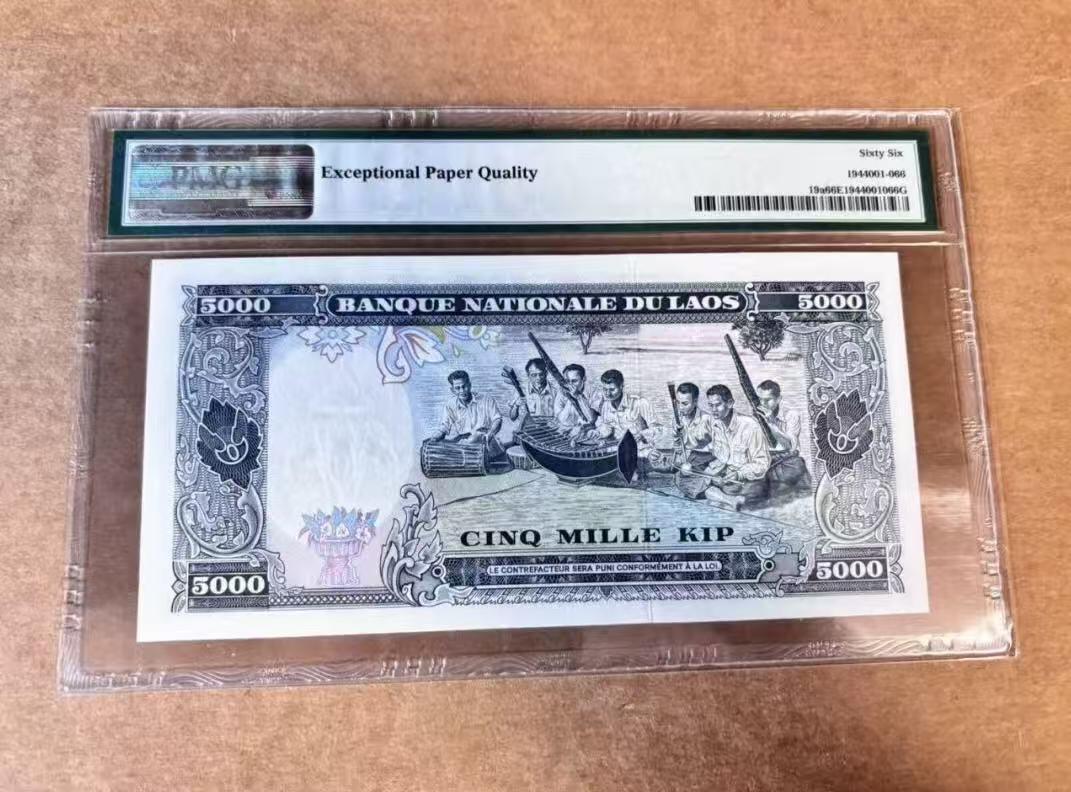 Exceptional Paper Quality
Sixty Six
1944001-066
19a66E1944001066G
5000 BANQUE NATIONALE DU LAOS 5000
CINQ MILLE KIP
LE CONTREFACTEUR SERA PUNI CONFORMÉMENT À LA LOI.
5000 5000